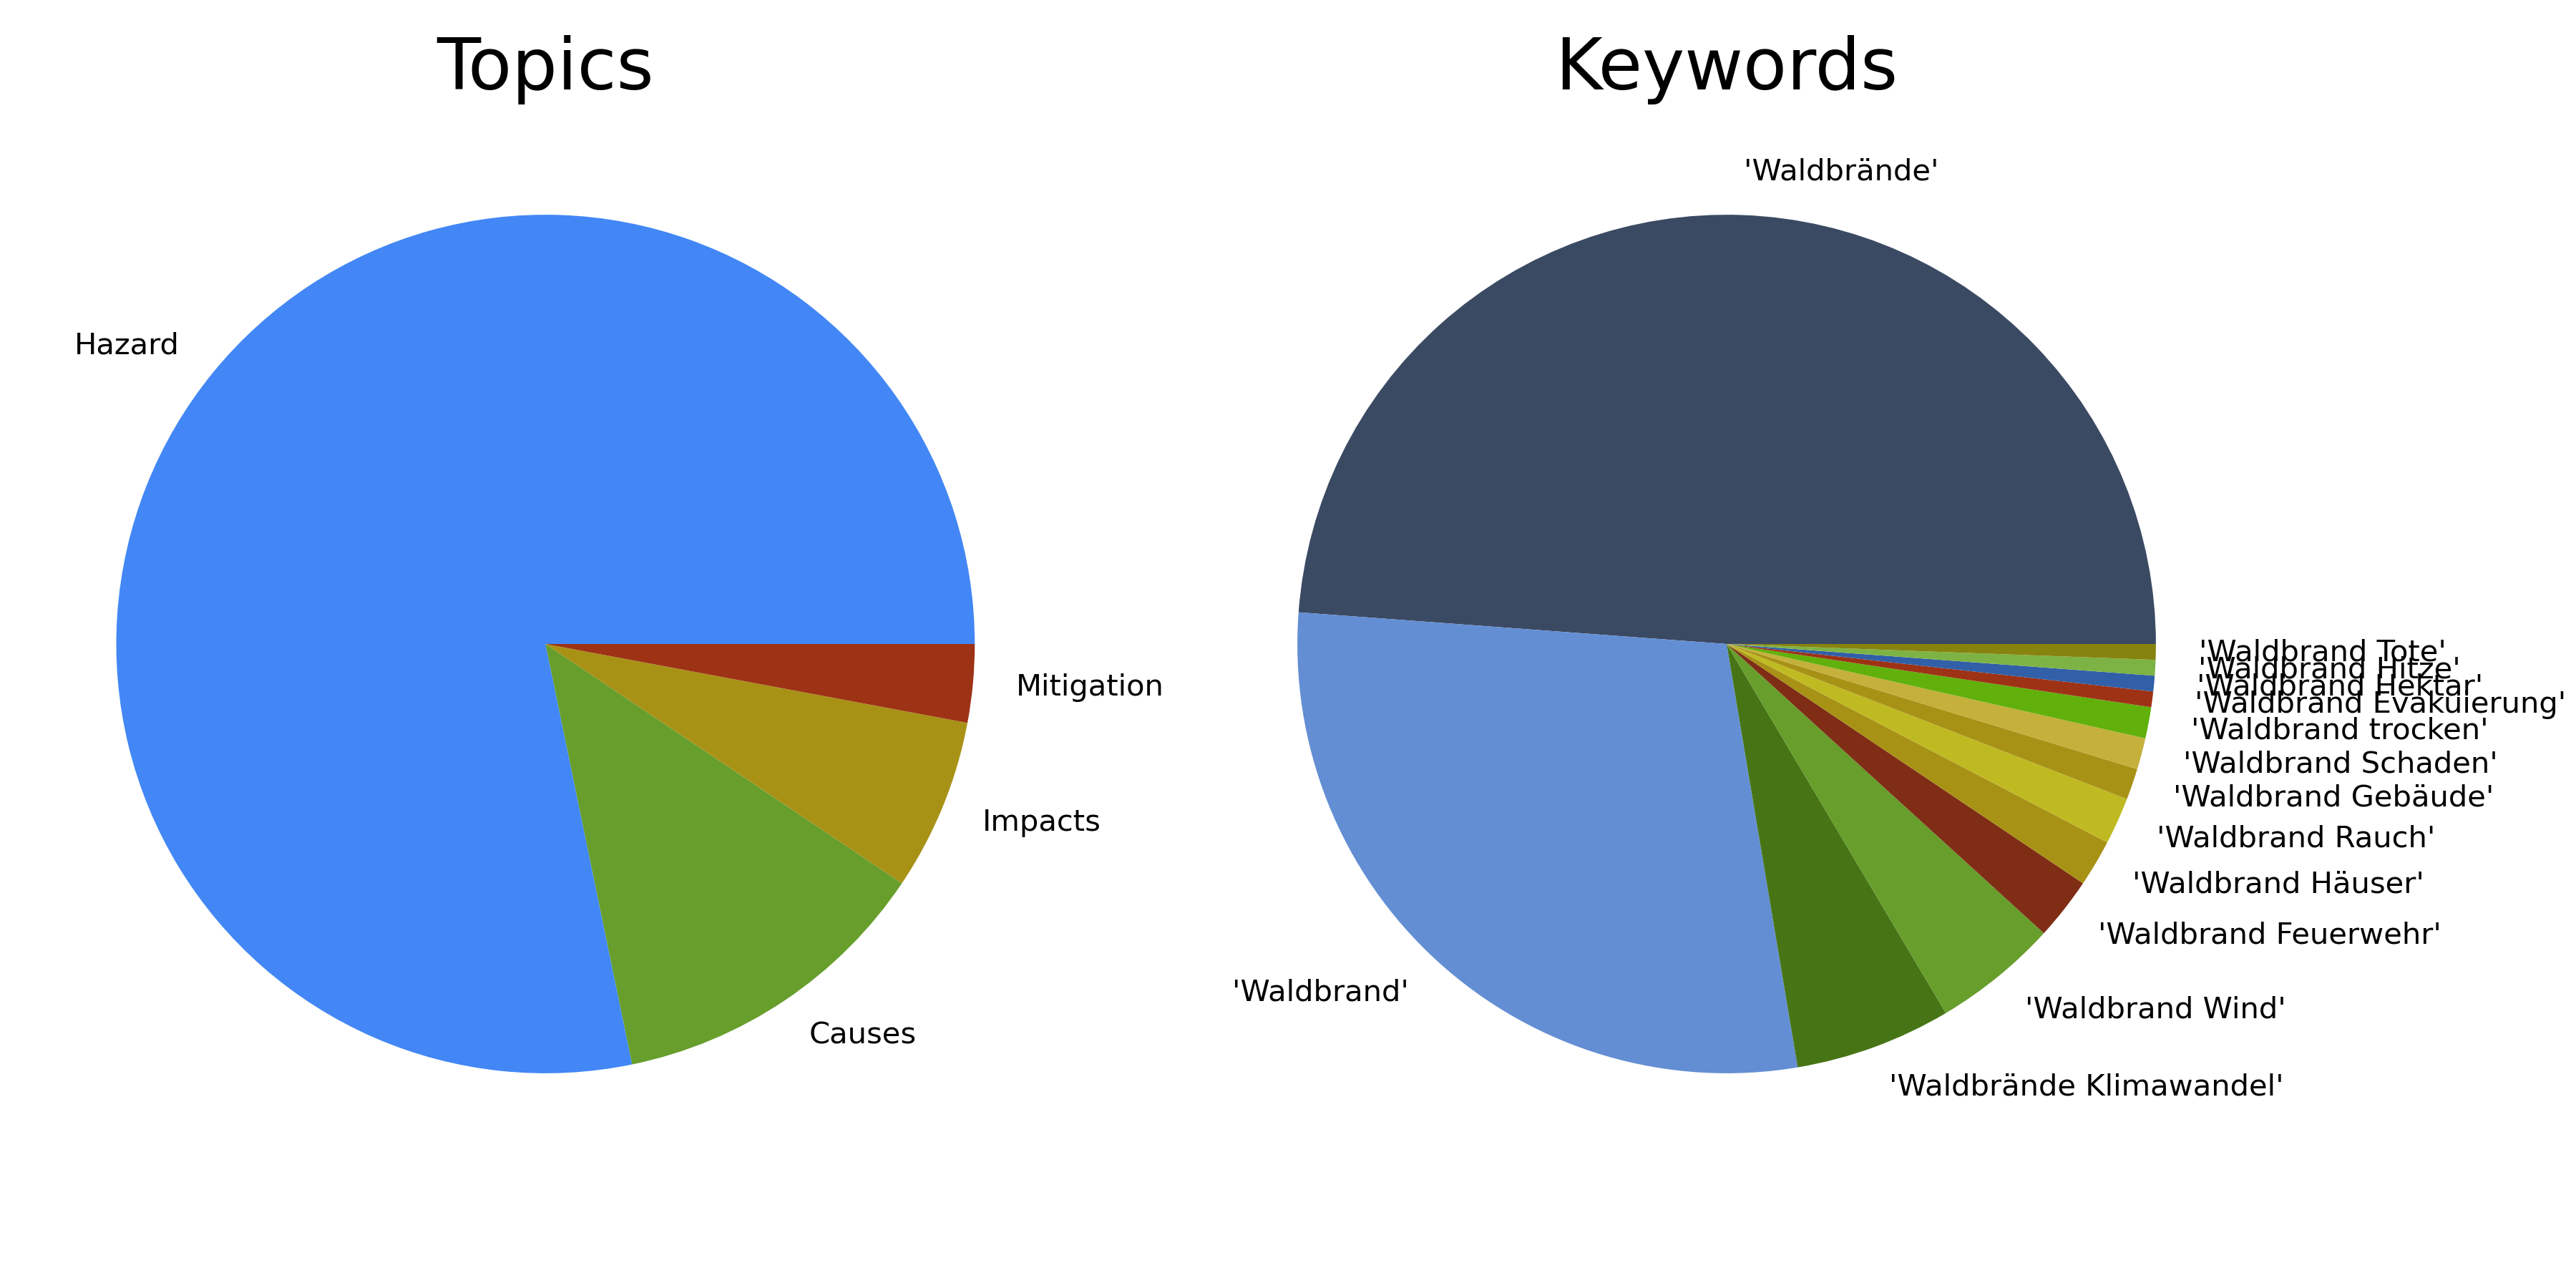 Topics
Hazard
Mitigation
Impacts
Causes
Keywords
'Waldbrände'
'Waldbrand'
'Waldbrände Klimawandel'
'Waldbrand Wind'
'Waldbrand Feuerwehr'
'Waldbrand Häuser'
'Waldbrand Rauch'
'Waldbrand Gebäude'
'Waldbrand Schaden'
'Waldbrand trocken'
'Waldbrand Evakuierung'
'Waldbrand Hektar'
'Waldbrand Hitze'
'Waldbrand Tote'